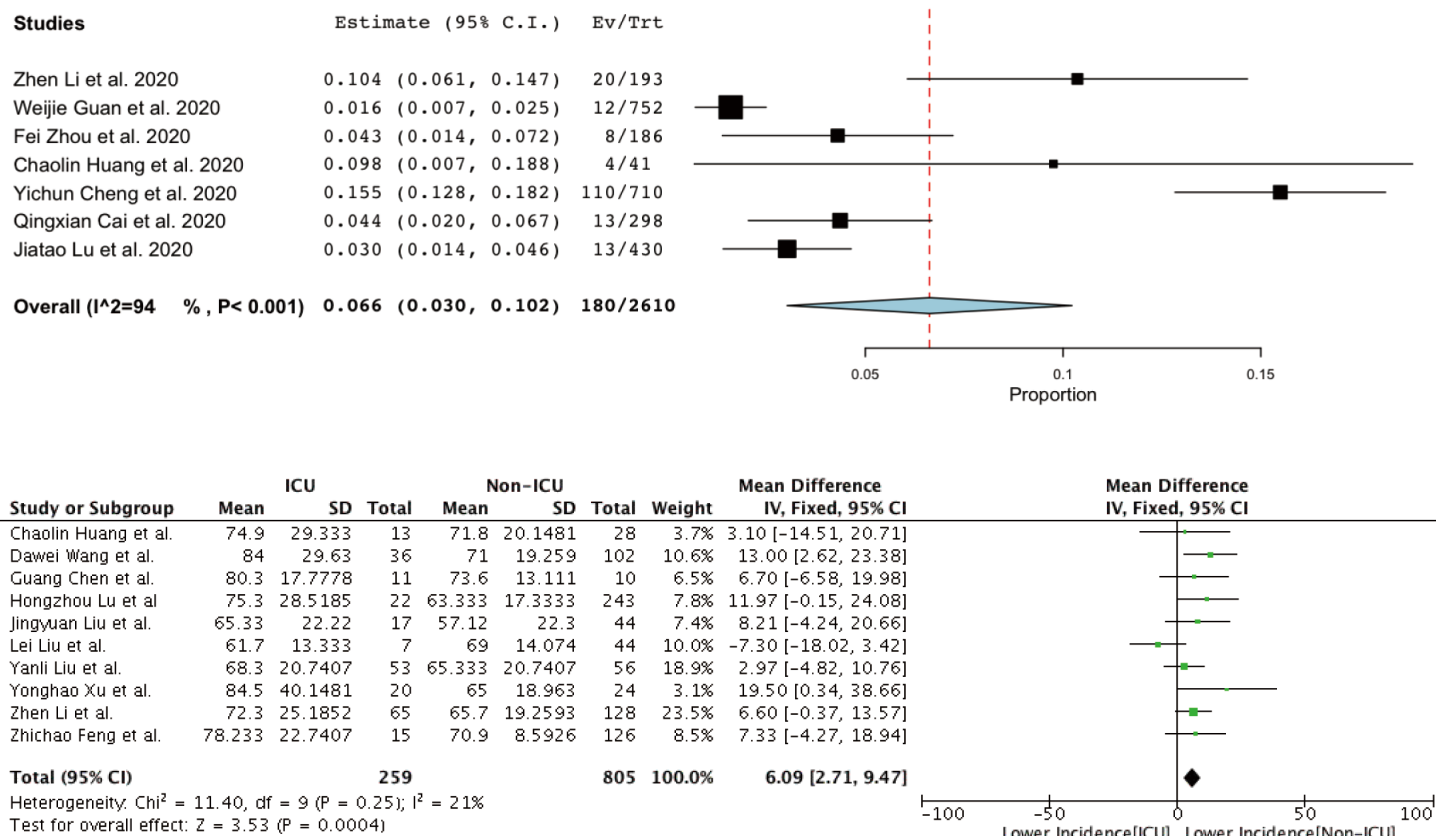 Studies Estimate (95% C.I.) Ev/Trt
Zhen Li et al. 2020 0.104 (0.061, 0.147) 20/193
Weijie Guan et al. 2020 0.016 (0.007, 0.025) 12/752
Fei Zhou et al. 2020 0.043 (0.014, 0.072) 8/186
Chaolin Huang et al. 2020 0.098 (0.007, 0.188) 4/41
Yichun Cheng et al. 2020 0.155 (0.128, 0.182) 110/710
Qingxian Cai et al. 2020 0.044 (0.020, 0.067) 13/298
Jiatao Lu et al. 2020 0.030 (0.014, 0.046) 13/430
Overall (I^2=94 % , P< 0.001) 0.066 (0.030, 0.102) 180/2610
0.05 0.1 0.15
Proportion
ICU Non-ICU Mean Difference Mean Difference
Study or Subgroup Mean SD Total Mean SD Total Weight IV, Fixed, 95% CI IV, Fixed, 95% CI
Chaolin Huang et al. 74.9 29.333 13 71.8 20.1481 28 3.7% 3.10 [-14.51, 20.71]
Dawei Wang et al. 84 29.63 36 71 19.259 102 10.6% 13.00 [2.62, 23.38]
Guang Chen et al. 80.3 17.7778 11 73.6 13.111 10 6.5% 6.70 [-6.58, 19.98]
Hongzhou Lu et al 75.3 28.5185 22 63.333 17.3333 243 7.8% 11.97 [-0.15, 24.08]
Jingyuan Liu et al. 65.33 22.22 17 57.12 22.3 44 7.4% 8.21 [-4.24, 20.66]
Lei Liu et al. 61.7 13.333 7 69 14.074 44 10.0% -7.30 [-18.02, 3.42]
Yanli Liu et al. 68.3 20.7407 53 65.333 20.7407 56 18.9% 2.97 [-4.82, 10.76]
Yonghao Xu et al. 84.5 40.1481 20 65 18.963 24 3.1% 19.50 [0.34, 38.66]
Zhen Li et al. 72.3 25.1852 65 65.7 19.2593 128 23.5% 6.60 [-0.37, 13.57]
Zhichao Feng et al. 78.233 22.7407 15 70.9 8.5926 126 8.5% 7.33 [-4.27, 18.94]
Total (95% CI) 259 805 100.0% 6.09 [2.71, 9.47]
Heterogeneity: Chi² = 11.40, df = 9 (P = 0.25); I² = 21%
Test for overall effect: Z = 3.53 (P = 0.0004)
-100 -50 0 50 100
Lower Incidence[ICU] Lower Incidence[Non-ICU]